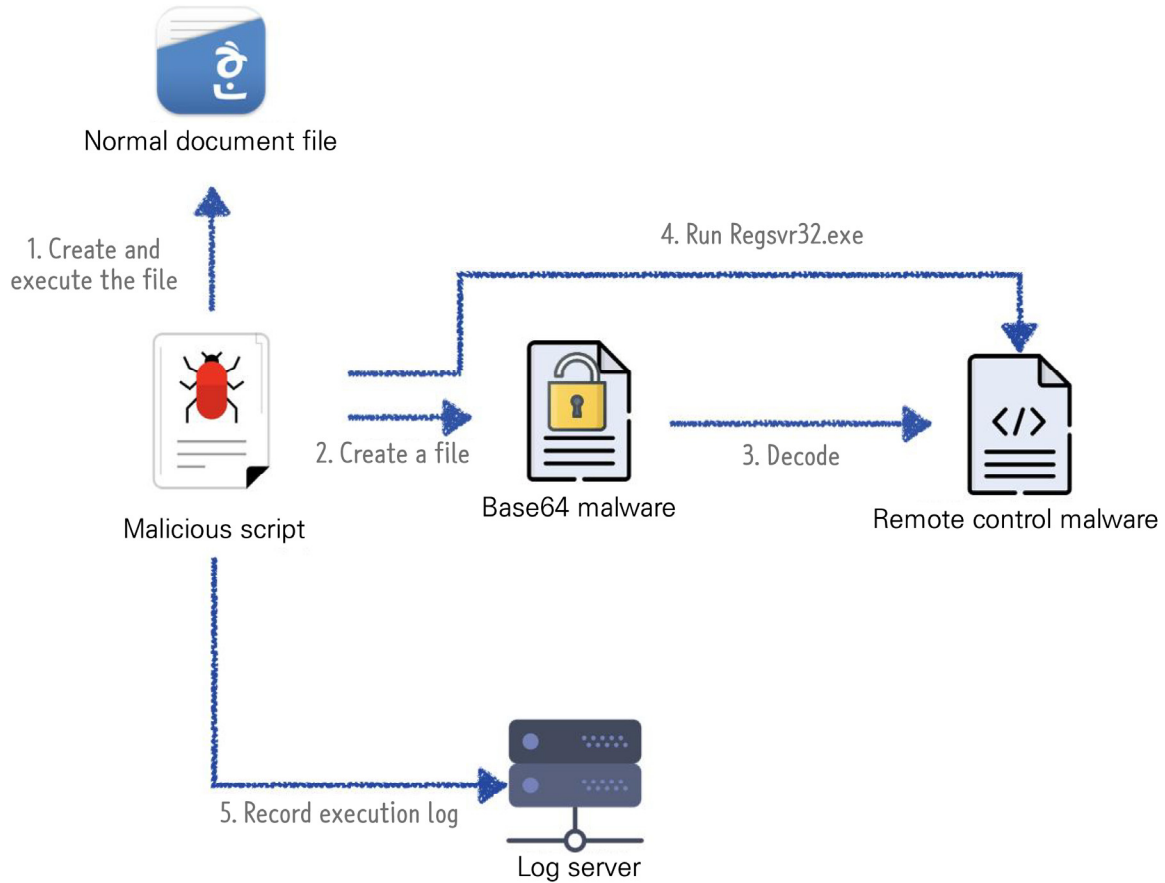 한
Normal document file
1. Create and
execute the file
4. Run Regsvr32.exe
2. Create a file
3. Decode
Malicious script
Base64 malware
Remote control malware
5. Record execution log
Log server